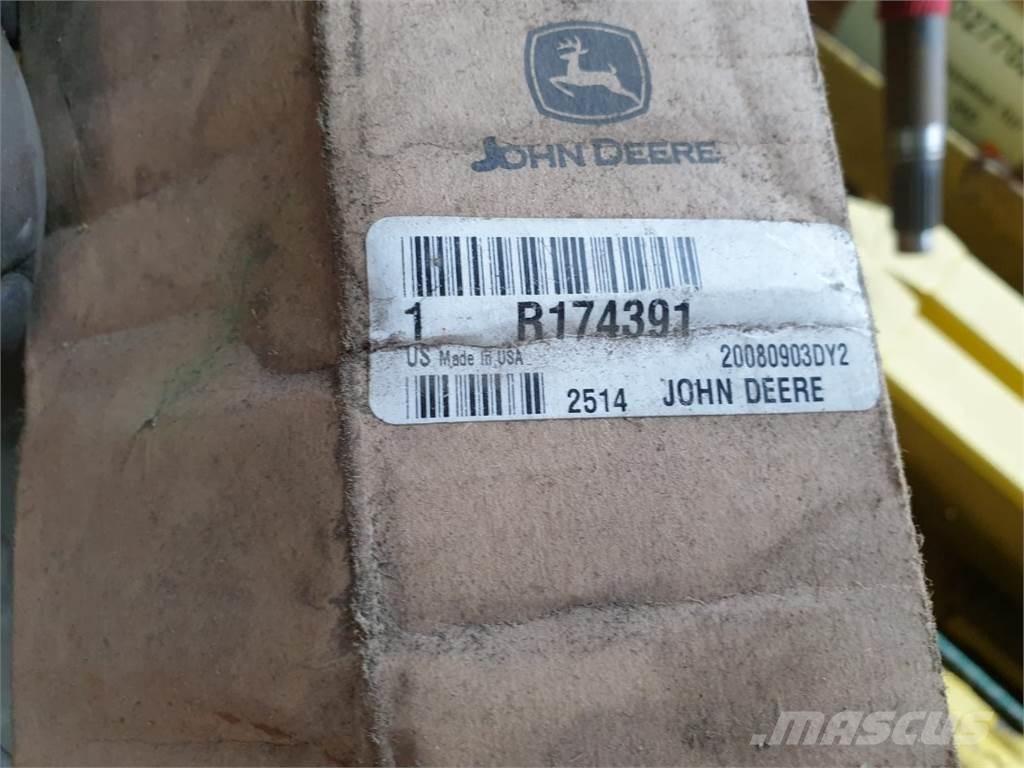 JOHN DEERE
1 R174391
US Made In USA 20080903DY2
2514 JOHN DEERE
MASCUS